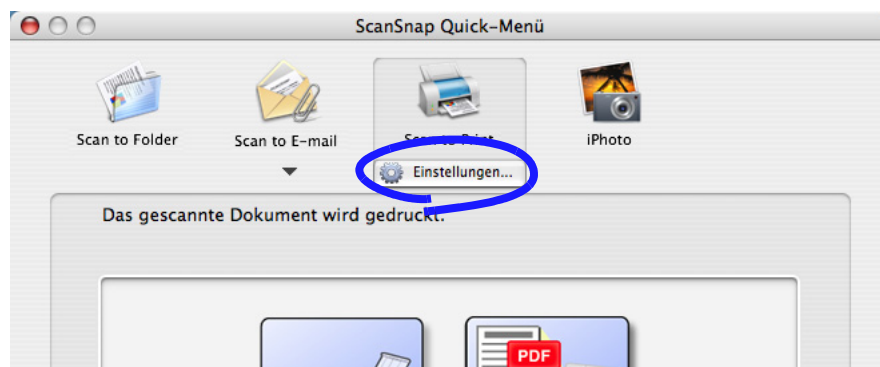 ScanSnap Quick-Menü
Scan to Folder
Scan to E-mail
Scan to Print
iPhoto
Einstellungen...
Das gescannte Dokument wird gedruckt.
PDF